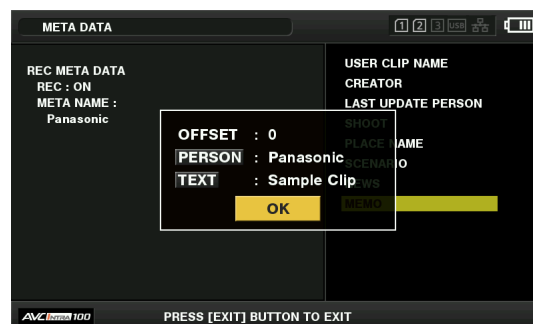 META DATA
1 2 3 USB
REC META DATA
REC : ON
META NAME :
Panasonic
USER CLIP NAME
CREATOR
LAST UPDATE PERSON
SHOOT
PLACE NAME
SCENARIO
NEWS
MEMO
OFFSET : 0
PERSON : Panasonic
TEXT : Sample Clip
OK
AVC INTRA 100
PRESS [EXIT] BUTTON TO EXIT